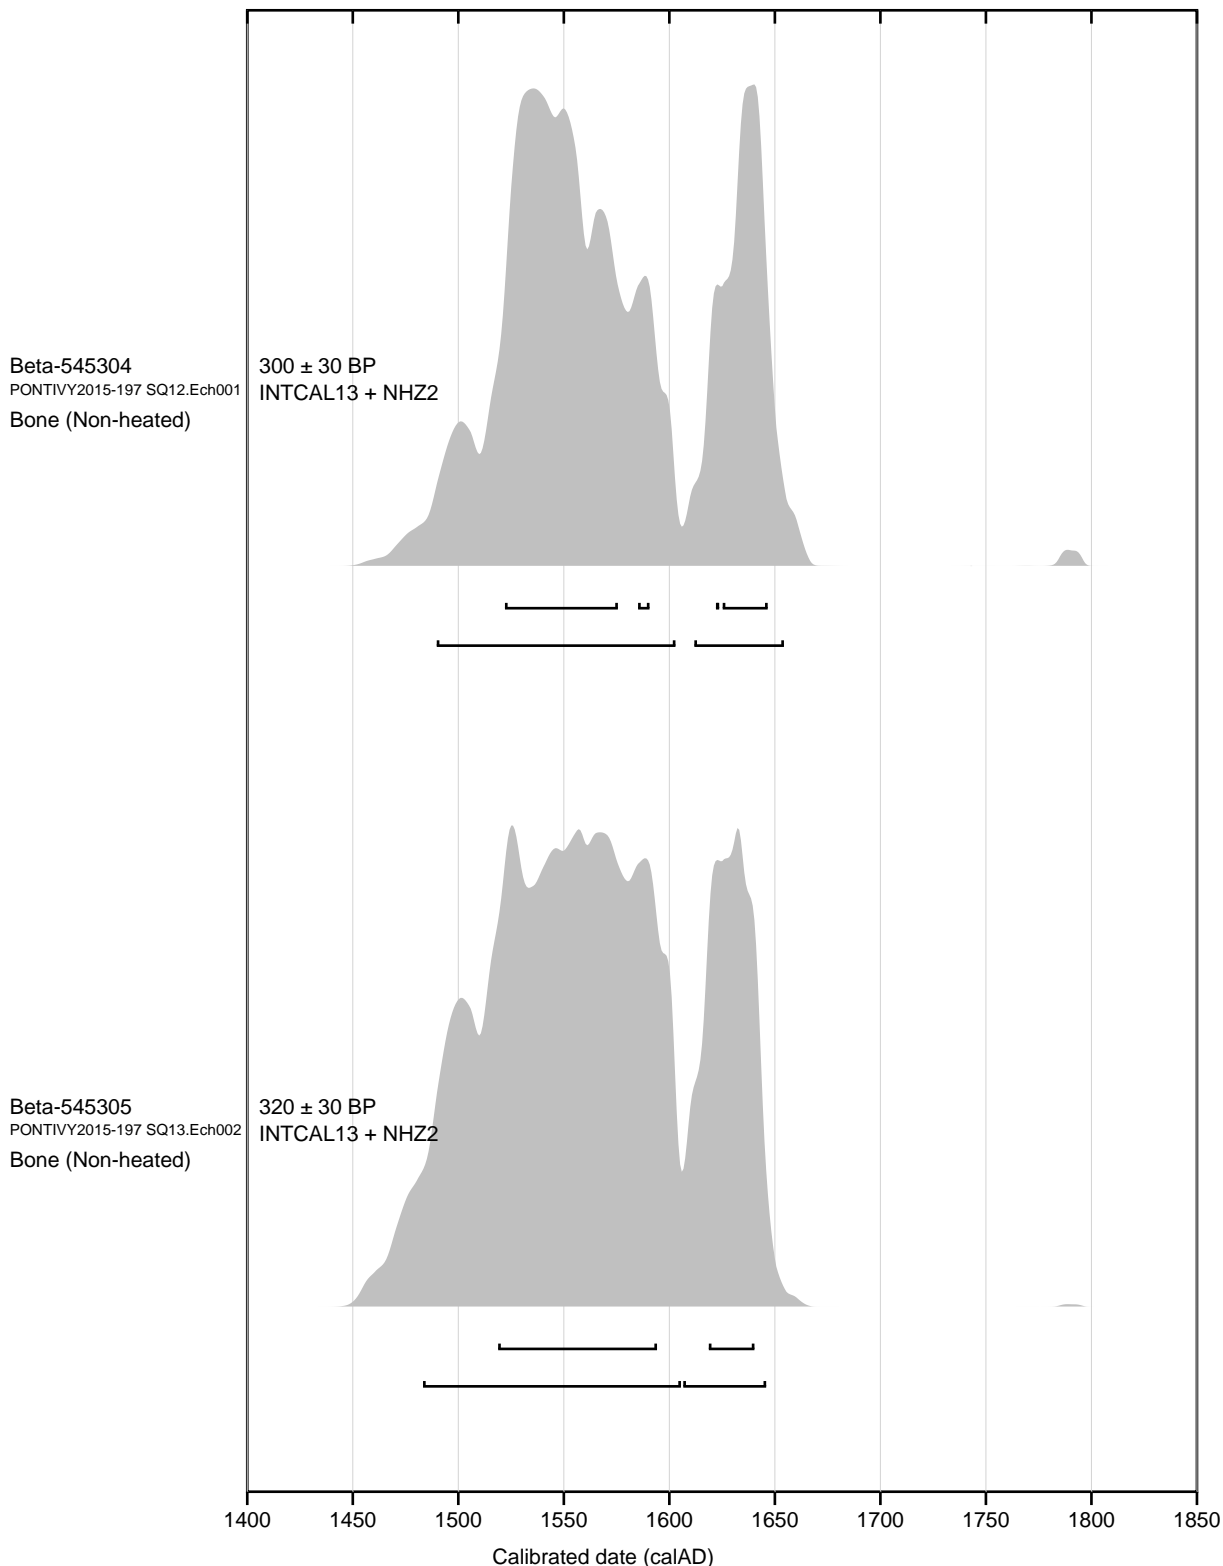 Beta-545304
PONTIVY2015-197 SQ12.Ech001
Bone (Non-heated)
300 ± 30 BP
INTCAL13 + NHZ2
Beta-545305
PONTIVY2015-197 SQ13.Ech002
Bone (Non-heated)
320 ± 30 BP
INTCAL13 + NHZ2
1400 1450 1500 1550 1600 1650 1700 1750 1800 1850
Calibrated date (calAD)